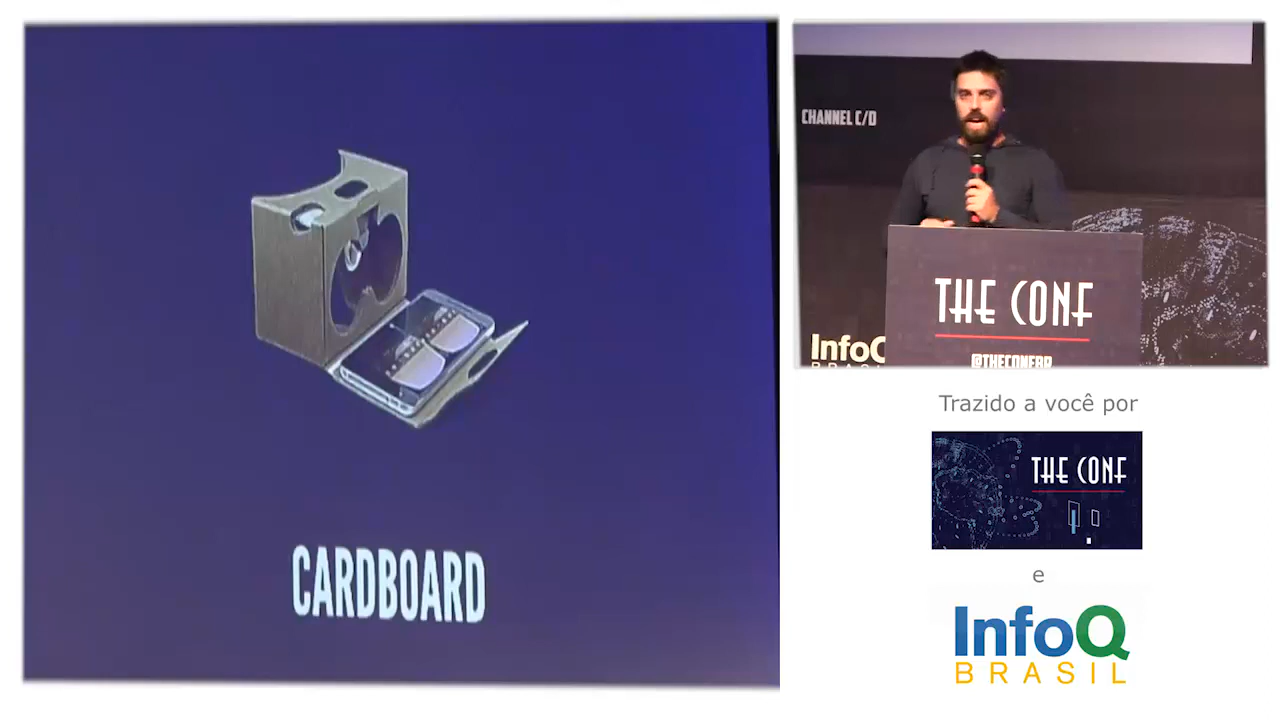 CARDBOARD
CHANNEL C/D
THE CONF
@THECONFBR
InfoQ
BRASIL
Trazido a você por
THE CONF
e
InfoQ
BRASIL